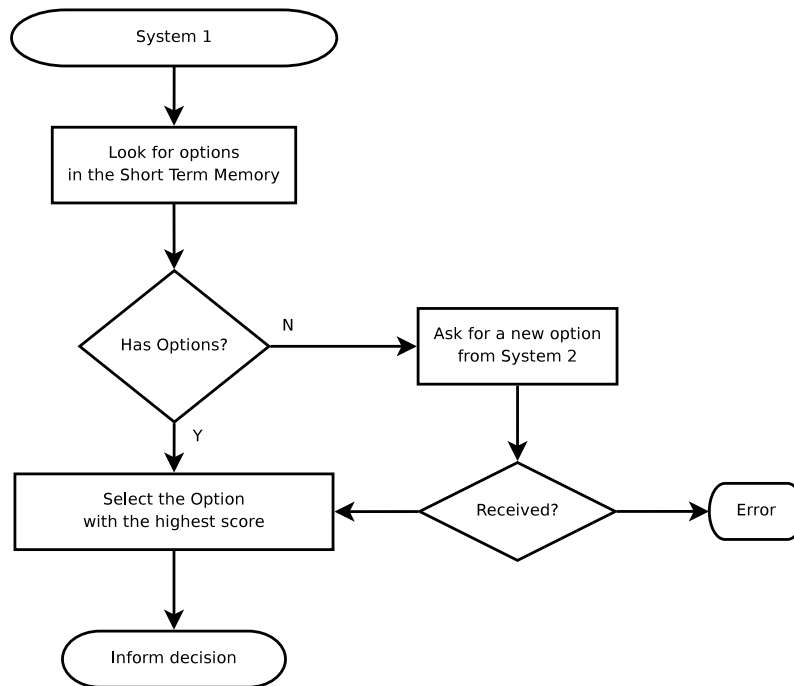 System 1
Look for options
in the Short Term Memory
Has Options?
N
Ask for a new option
from System 2
Y
Select the Option
with the highest score
Received?
Error
Inform decision